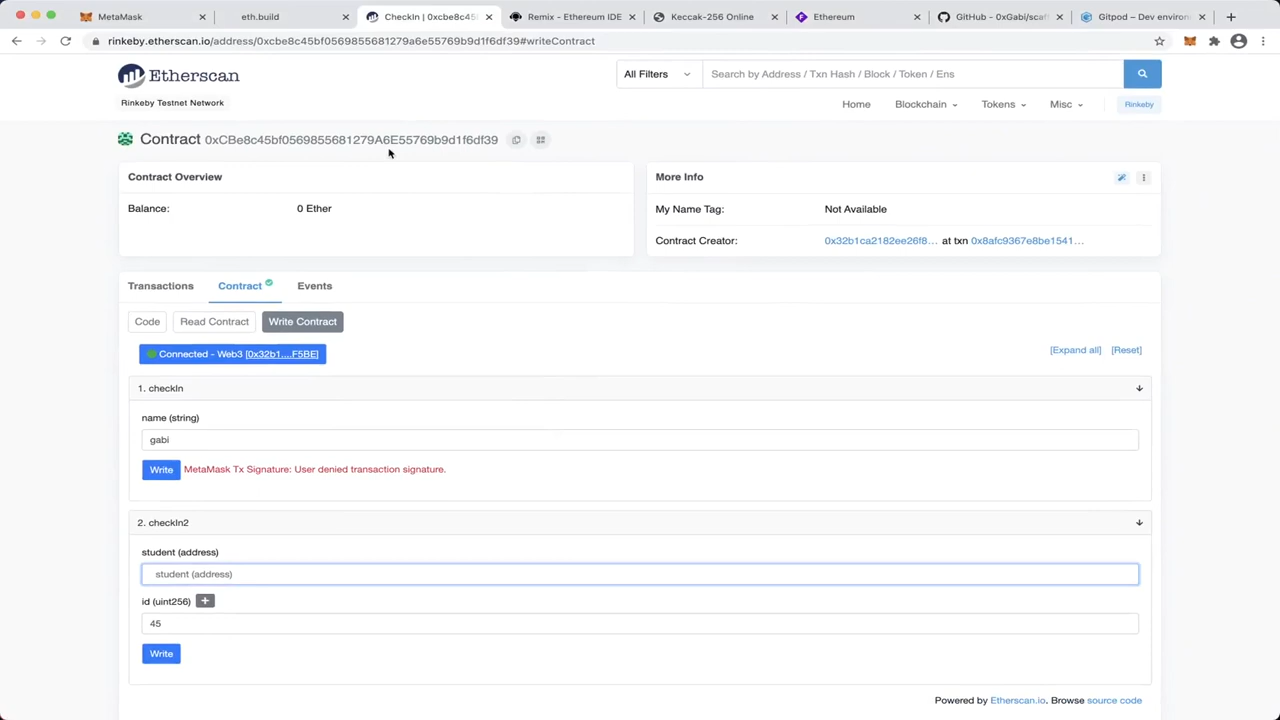 MetaMask
eth.build
CheckIn | 0xcbe8c45
Remix - Ethereum IDE
Keccak-256 Online
Ethereum
GitHub - 0xGabi/scaf
Gitpod – Dev environ
rinkeby.etherscan.io/address/0xcbe8c45bf0569855681279a6e55769b9d1f6df39#writeContract
Etherscan
Rinkeby Testnet Network
All Filters
Search by Address / Txn Hash / Block / Token / Ens
Home
Blockchain
Tokens
Misc
Rinkeby
Contract 0xCBe8c45bf0569855681279A6E55769b9d1f6df39
Contract Overview
Balance:
0 Ether
More Info
My Name Tag:
Not Available
Contract Creator:
0x32b1ca2182ee26f8... at txn 0x8afc9367e8be1541...
Transactions
Contract
Events
Code
Read Contract
Write Contract
Connected - Web3 [0x32b1....F5BE]
[Expand all]
[Reset]
1. checkIn
name (string)
gabi
Write
MetaMask Tx Signature: User denied transaction signature.
2. checkIn2
student (address)
student (address)
id (uint256)
45
Write
Powered by Etherscan.io. Browse source code